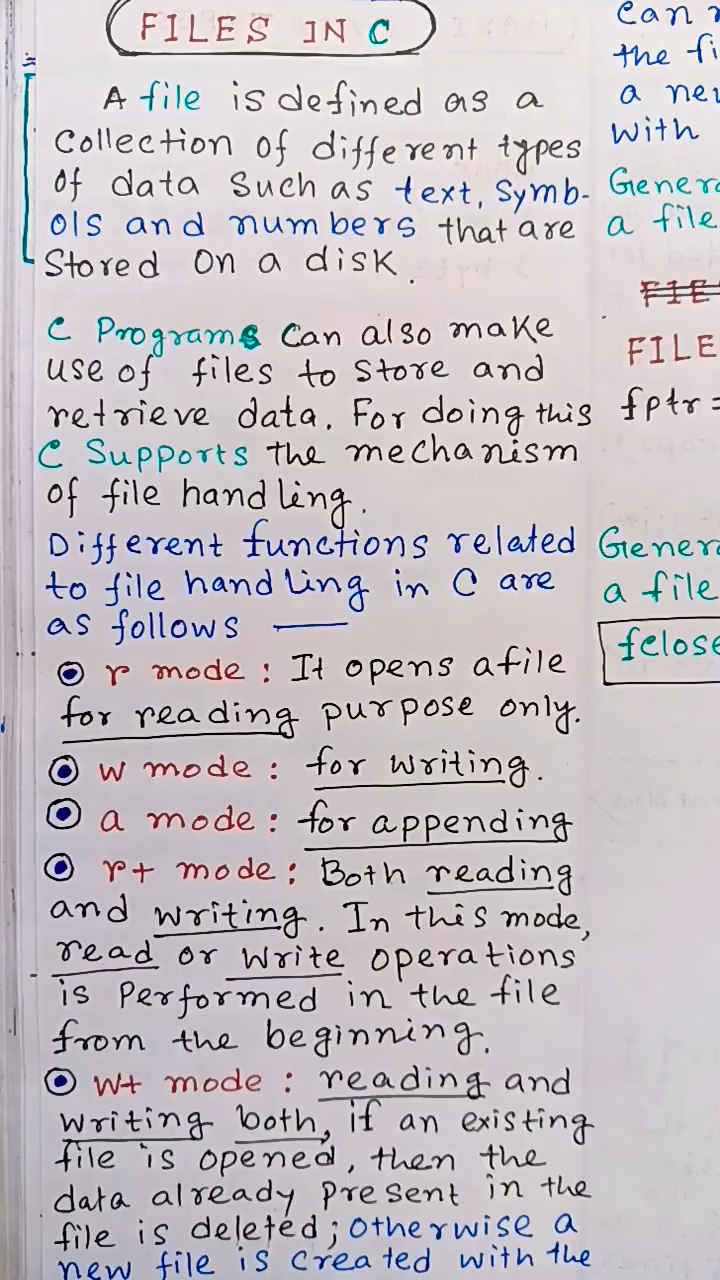 FILES IN C
A file is defined as a
Collection of different types
of data such as text, Symb-
ols and numbers that are
Stored on a disk.
C Programs can also make
use of files to store and
retrieve data. For doing this
C Supports the mechanism
of file handling.
Different functions related
to file handling in C are
as follows —
r mode : It opens a file
for reading purpose only.
w mode : for writing.
a mode : for appending
r+ mode : Both reading
and writing. In this mode,
read or write operations
is Performed in the file
from the beginning.
w+ mode : reading and
writing both, if an existing
file is opened, then the
data already present in the
file is deleted; otherwise a
new file is created with the
can
the
a
with
a file
FILE
fptr =
a file
fclose